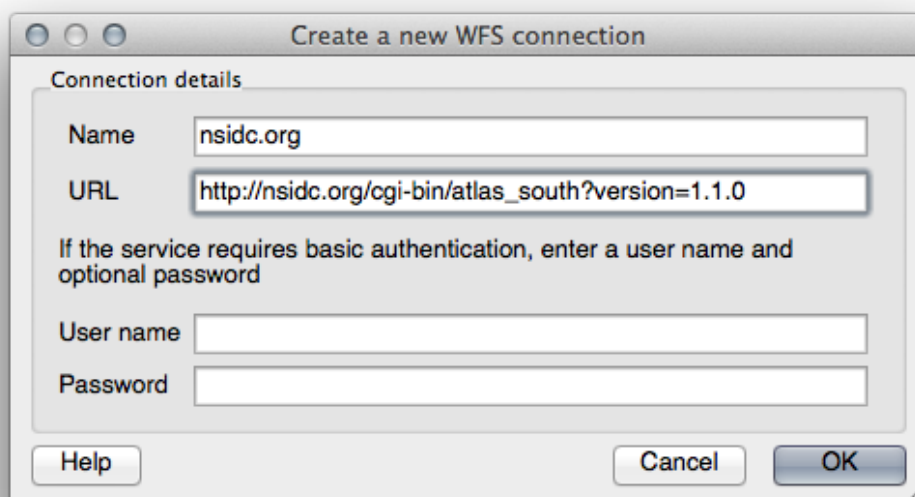 Create a new WFS connection
Connection details
Name nsidc.org
URL http://nsidc.org/cgi-bin/atlas_south?version=1.1.0
If the service requires basic authentication, enter a user name and
optional password
User name
Password
Help Cancel OK